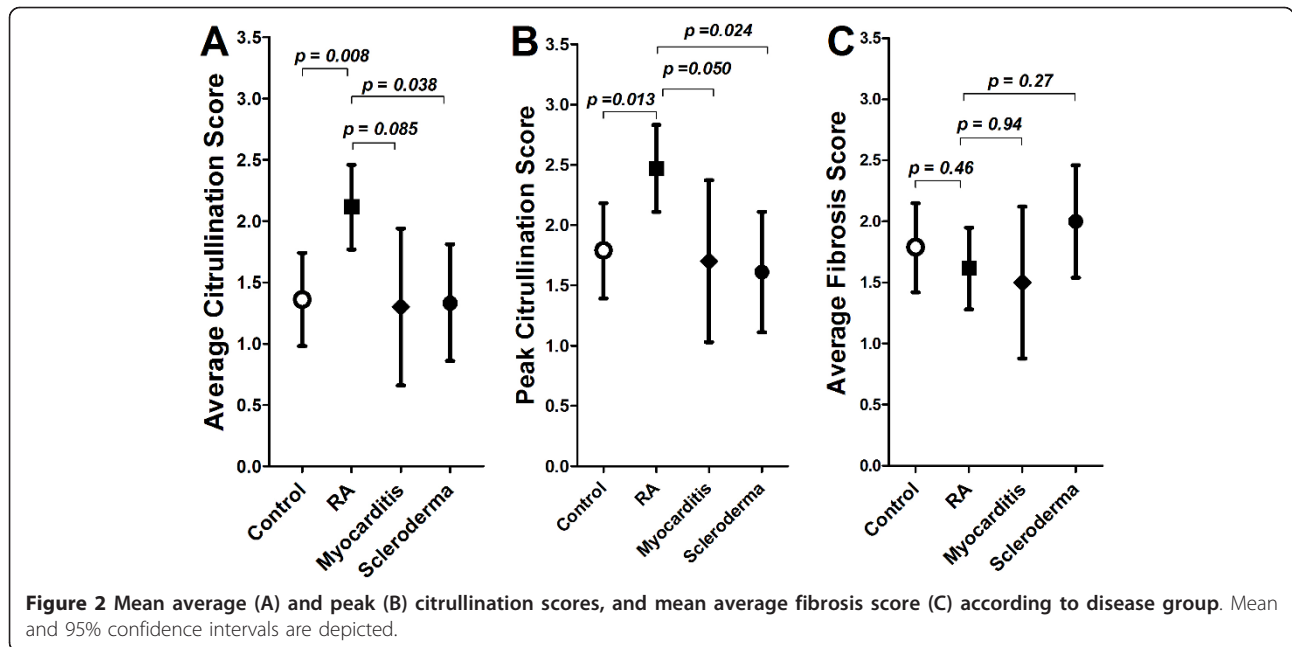 A
Average Citrullination Score
3.5
3.0
2.5
2.0
1.5
1.0
0.5
0.0
p = 0.008
p = 0.038
p = 0.085
Control
RA
Myocarditis
Scleroderma
B
Peak Citrullination Score
3.5
3.0
2.5
2.0
1.5
1.0
0.5
0.0
p = 0.024
p =0.050
p =0.013
Control
RA
Myocarditis
Scleroderma
C
Average Fibrosis Score
3.5
3.0
2.5
2.0
1.5
1.0
0.5
0.0
p = 0.27
p = 0.94
p = 0.46
Control
RA
Myocarditis
Scleroderma
Figure 2 Mean average (A) and peak (B) citrullination scores, and mean average fibrosis score (C) according to disease group. Mean
and 95% confidence intervals are depicted.